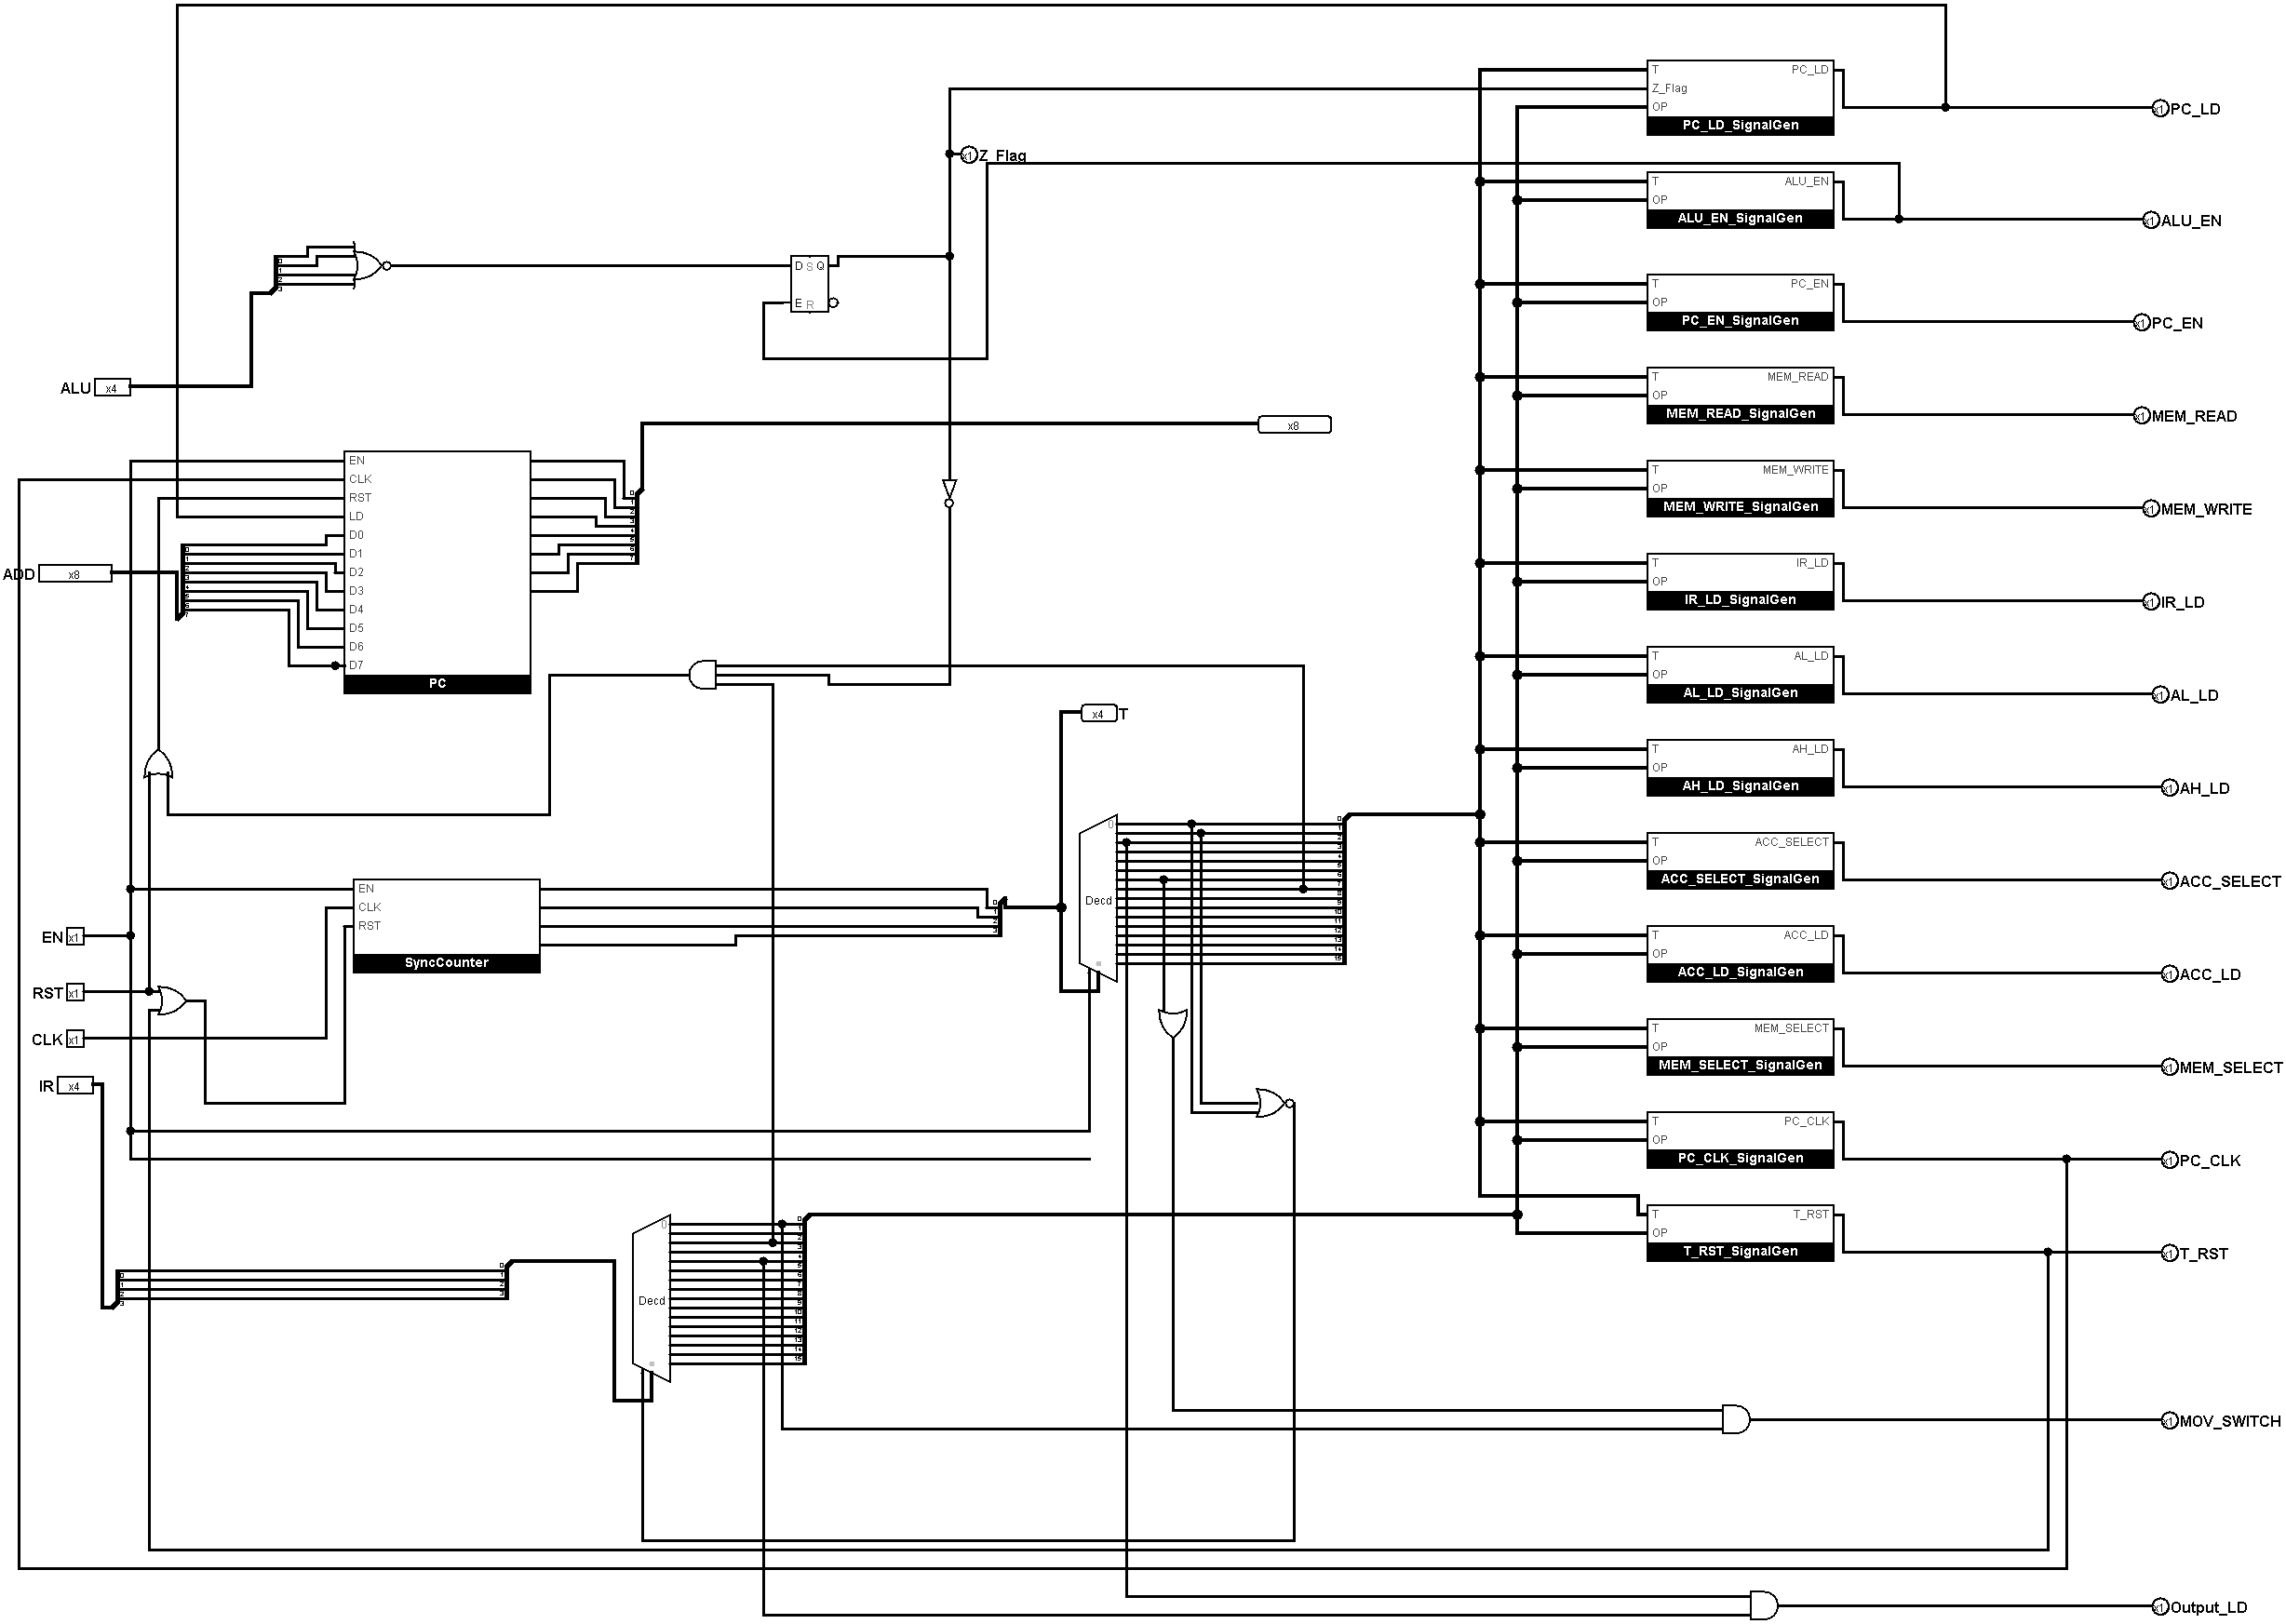 T PC_LD
Z_Flag
OP
PC_LD_SignalGen
x1 PC_LD
x1 Z_Flag
T ALU_EN
OP
ALU_EN_SignalGen
x1 ALU_EN
D S Q
E R
T PC_EN
OP
PC_EN_SignalGen
x1 PC_EN
ALU x4
T MEM_READ
OP
MEM_READ_SignalGen
x1 MEM_READ
x8
EN
CLK
RST
LD
D0
D1
D2
D3
D4
D5
D6
D7
PC
ADD x8
T MEM_WRITE
OP
MEM_WRITE_SignalGen
x1 MEM_WRITE
T IR_LD
OP
IR_LD_SignalGen
x1 IR_LD
T AL_LD
OP
AL_LD_SignalGen
x1 AL_LD
x4 T
T AH_LD
OP
AH_LD_SignalGen
x1 AH_LD
T ACC_SELECT
OP
ACC_SELECT_SignalGen
x1 ACC_SELECT
EN
CLK
RST
SyncCounter
0
Decd
EN x1
RST x1
CLK x1
IR x4
T ACC_LD
OP
ACC_LD_SignalGen
x1 ACC_LD
T MEM_SELECT
OP
MEM_SELECT_SignalGen
x1 MEM_SELECT
T PC_CLK
OP
PC_CLK_SignalGen
x1 PC_CLK
T T_RST
OP
T_RST_SignalGen
x1 T_RST
0
Decd
x1 MOV_SWITCH
x1 Output_LD